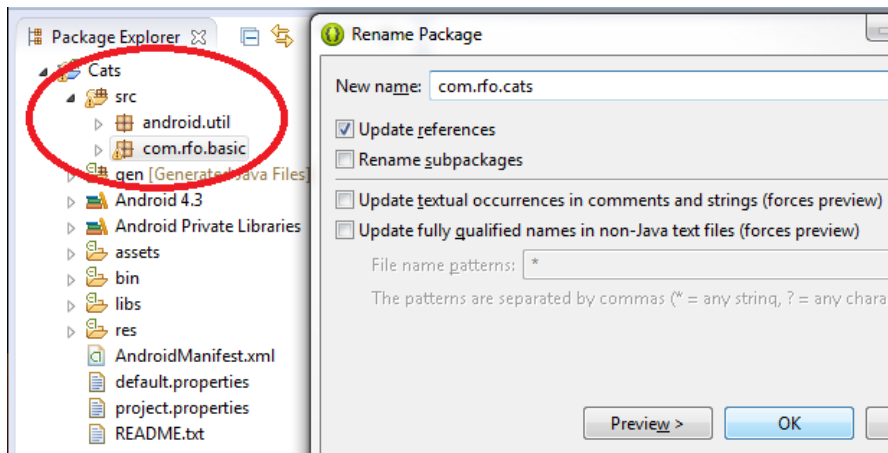 Package Explorer
Cats
src
android.util
com.rfo.basic
gen [Generated Java Files]
Android 4.3
Android Private Libraries
assets
bin
libs
res
AndroidManifest.xml
default.properties
project.properties
README.txt
Rename Package
New name: com.rfo.cats
Update references
Rename subpackages
Update textual occurrences in comments and strings (forces preview)
Update fully qualified names in non-Java text files (forces preview)
File name patterns: *
The patterns are separated by commas (* = any string, ? = any chara
Preview >
OK